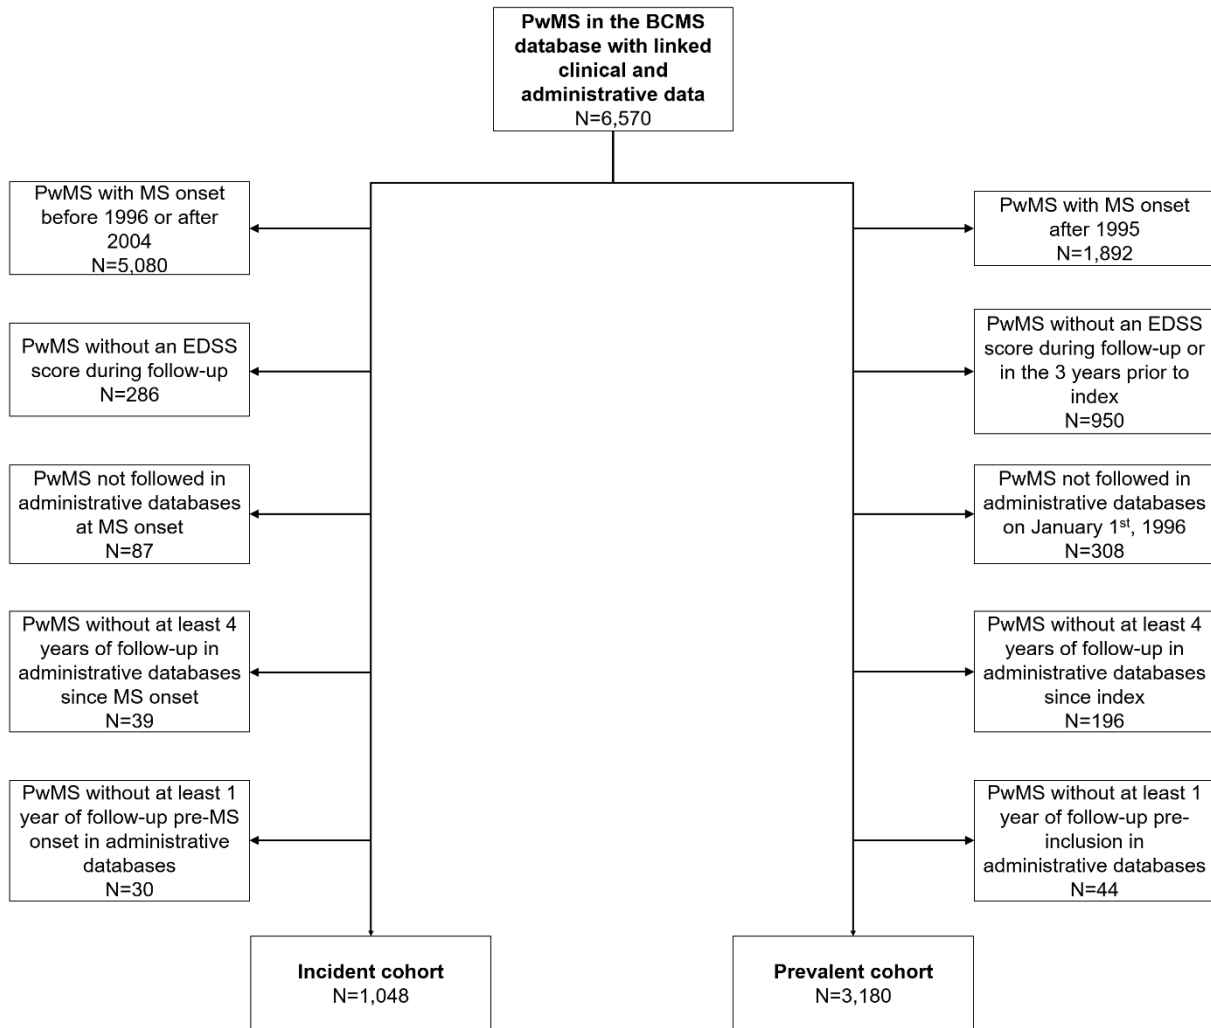 PwMS in the BCMS
database with linked
clinical and
administrative data
N=6,570
PwMS with MS onset
before 1996 or after
2004
N=5,080
PwMS with MS onset
after 1995
N=1,892
PwMS without an EDSS
score during follow-up
N=286
PwMS without an EDSS
score during follow-up or
in the 3 years prior to
index
N=950
PwMS not followed in
administrative databases
at MS onset
N=87
PwMS not followed in
administrative databases
on January 1st, 1996
N=308
PwMS without at least 4
years of follow-up in
administrative databases
since MS onset
N=39
PwMS without at least 4
years of follow-up in
administrative databases
since index
N=196
PwMS without at least 1
year of follow-up pre-MS
onset in administrative
databases
N=30
PwMS without at least 1
year of follow-up pre-
inclusion in
administrative databases
N=44
Incident cohort
N=1,048
Prevalent cohort
N=3,180